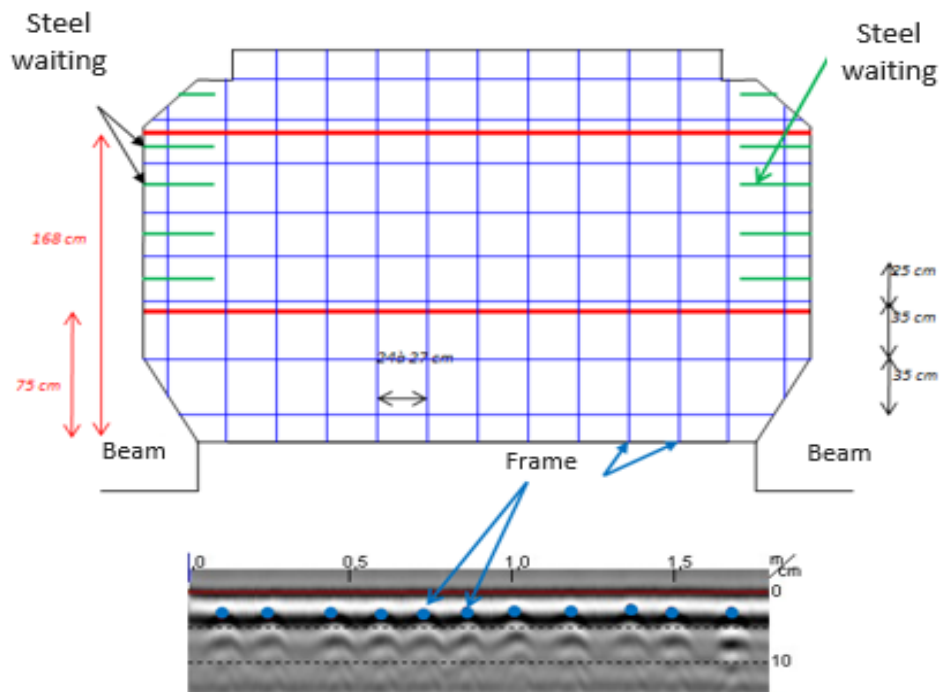 Steel
waiting
Steel
waiting
168 cm
25 cm
35 cm
24à 27 cm
75 cm
35 cm
Beam
Frame
Beam
0 0,5 1,0 1,5 m/cm
0
10